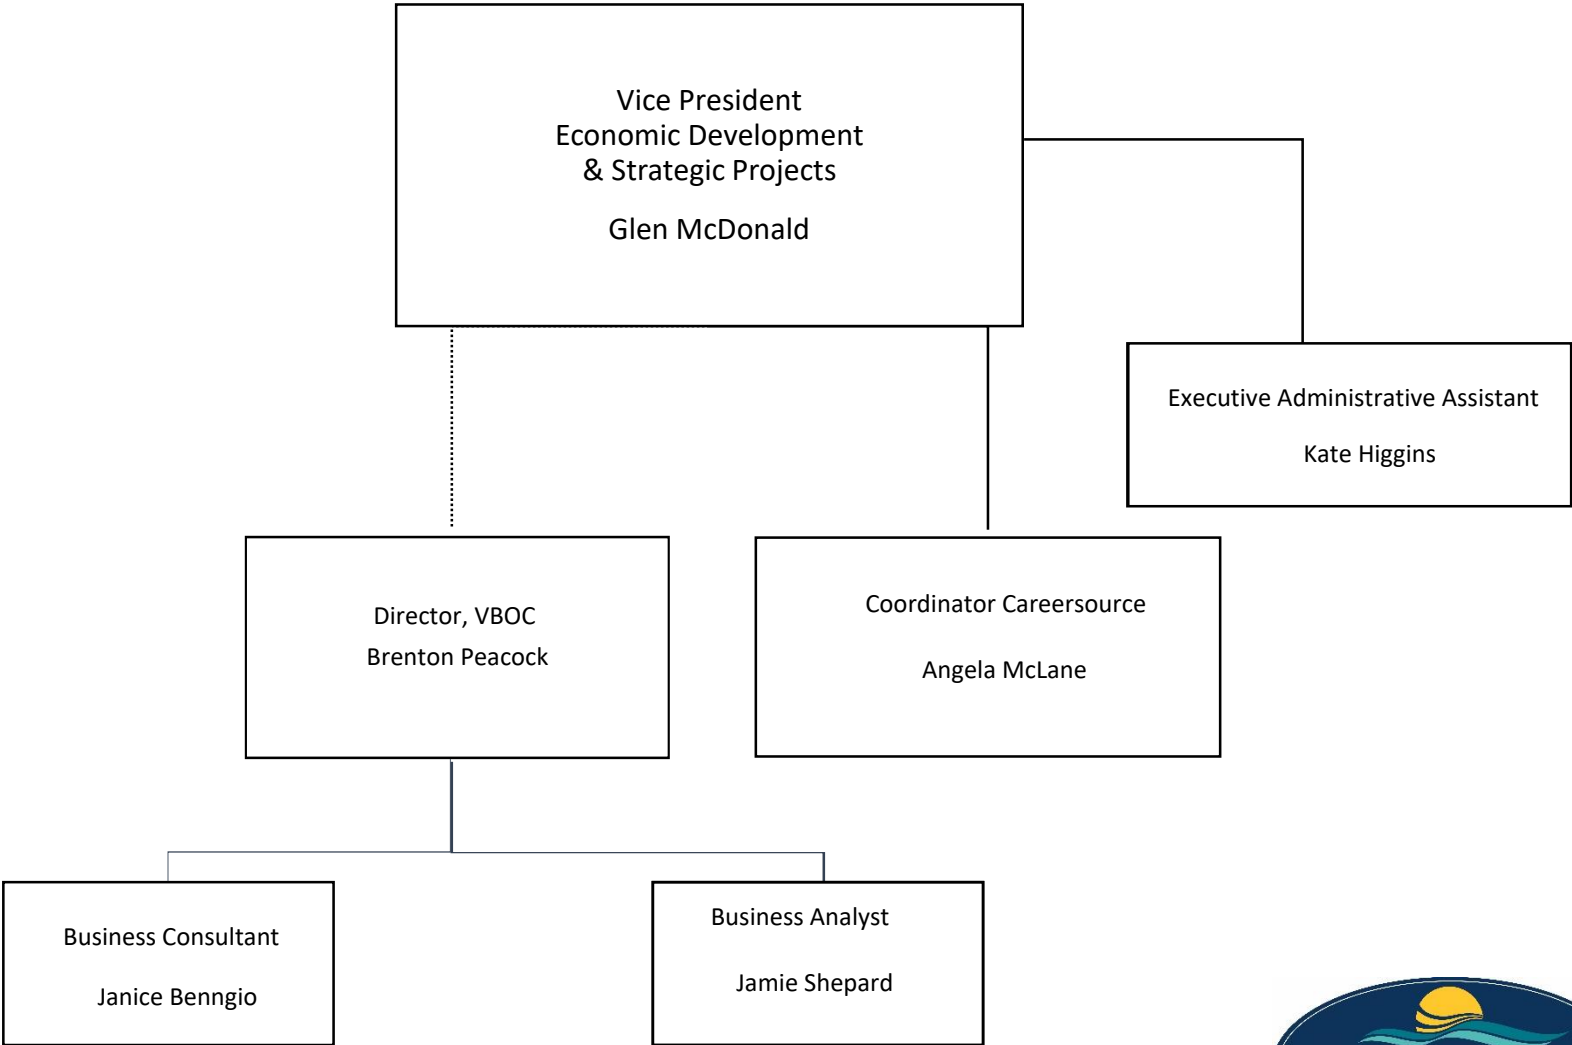 Vice President
Economic Development
& Strategic Projects
Glen McDonald
Executive Administrative Assistant
Kate Higgins
Director, VBOC
Brenton Peacock
Coordinator Careersource
Angela McLane
Business Consultant
Janice Benngio
Business Analyst
Jamie Shepard